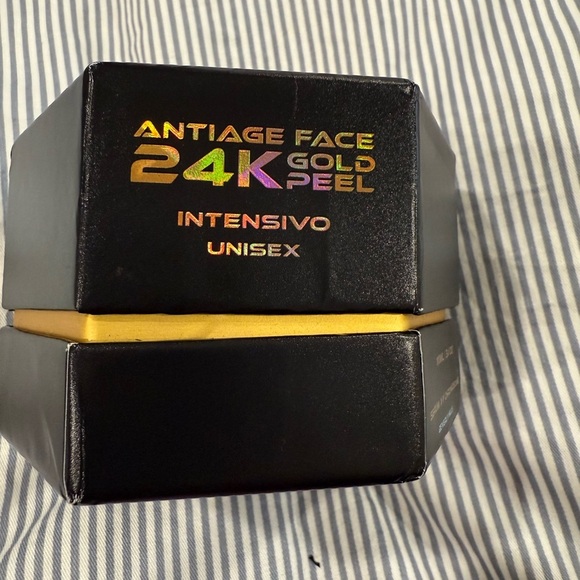 ANTIAGE FACE
24K GOLD PEEL
INTENSIVO
UNISEX